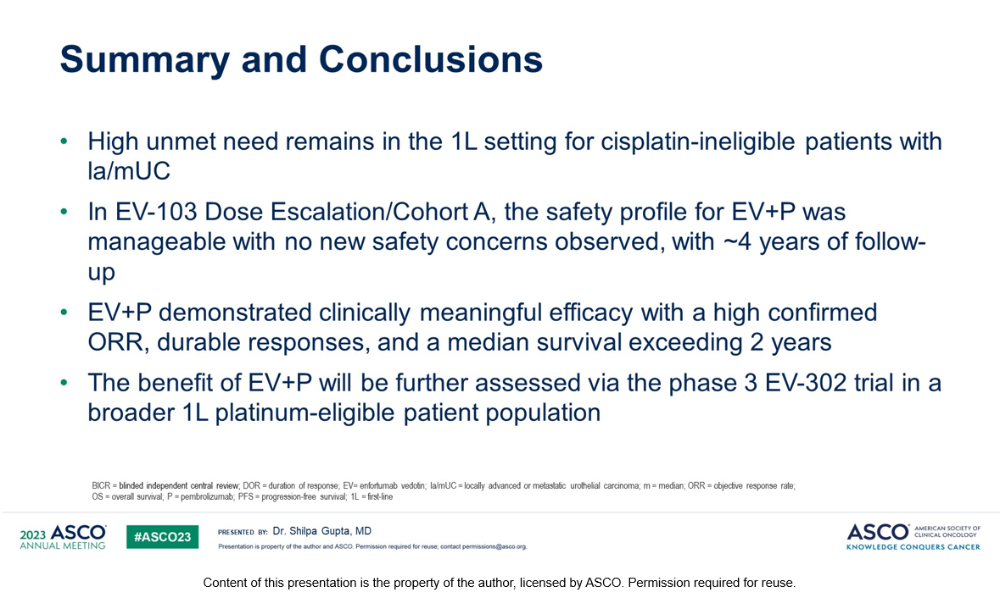 Summary and Conclusions
• High unmet need remains in the 1L setting for cisplatin-ineligible patients with
la/mUC
• In EV-103 Dose Escalation/Cohort A, the safety profile for EV+P was
manageable with no new safety concerns observed, with ~4 years of follow-
up
• EV+P demonstrated clinically meaningful efficacy with a high confirmed
ORR, durable responses, and a median survival exceeding 2 years
• The benefit of EV+P will be further assessed via the phase 3 EV-302 trial in a
broader 1L platinum-eligible patient population
BICR = blinded independent central review; DOR = duration of response; EV= enfortumab vedotin; la/mUC = locally advanced or metastatic urothelial carcinoma; m = median; ORR = objective response rate;
OS = overall survival; P = pembrolizumab; PFS = progression-free survival; 1L = first-line
2023 ASCO
ANNUAL MEETING
#ASCO23
PRESENTED BY: Dr. Shilpa Gupta, MD
Presentation is property of the author and ASCO. Permission required for reuse; contact permissions@asco.org.
ASCO AMERICAN SOCIETY OF
CLINICAL ONCOLOGY
KNOWLEDGE CONQUERS CANCER
Content of this presentation is the property of the author, licensed by ASCO. Permission required for reuse.